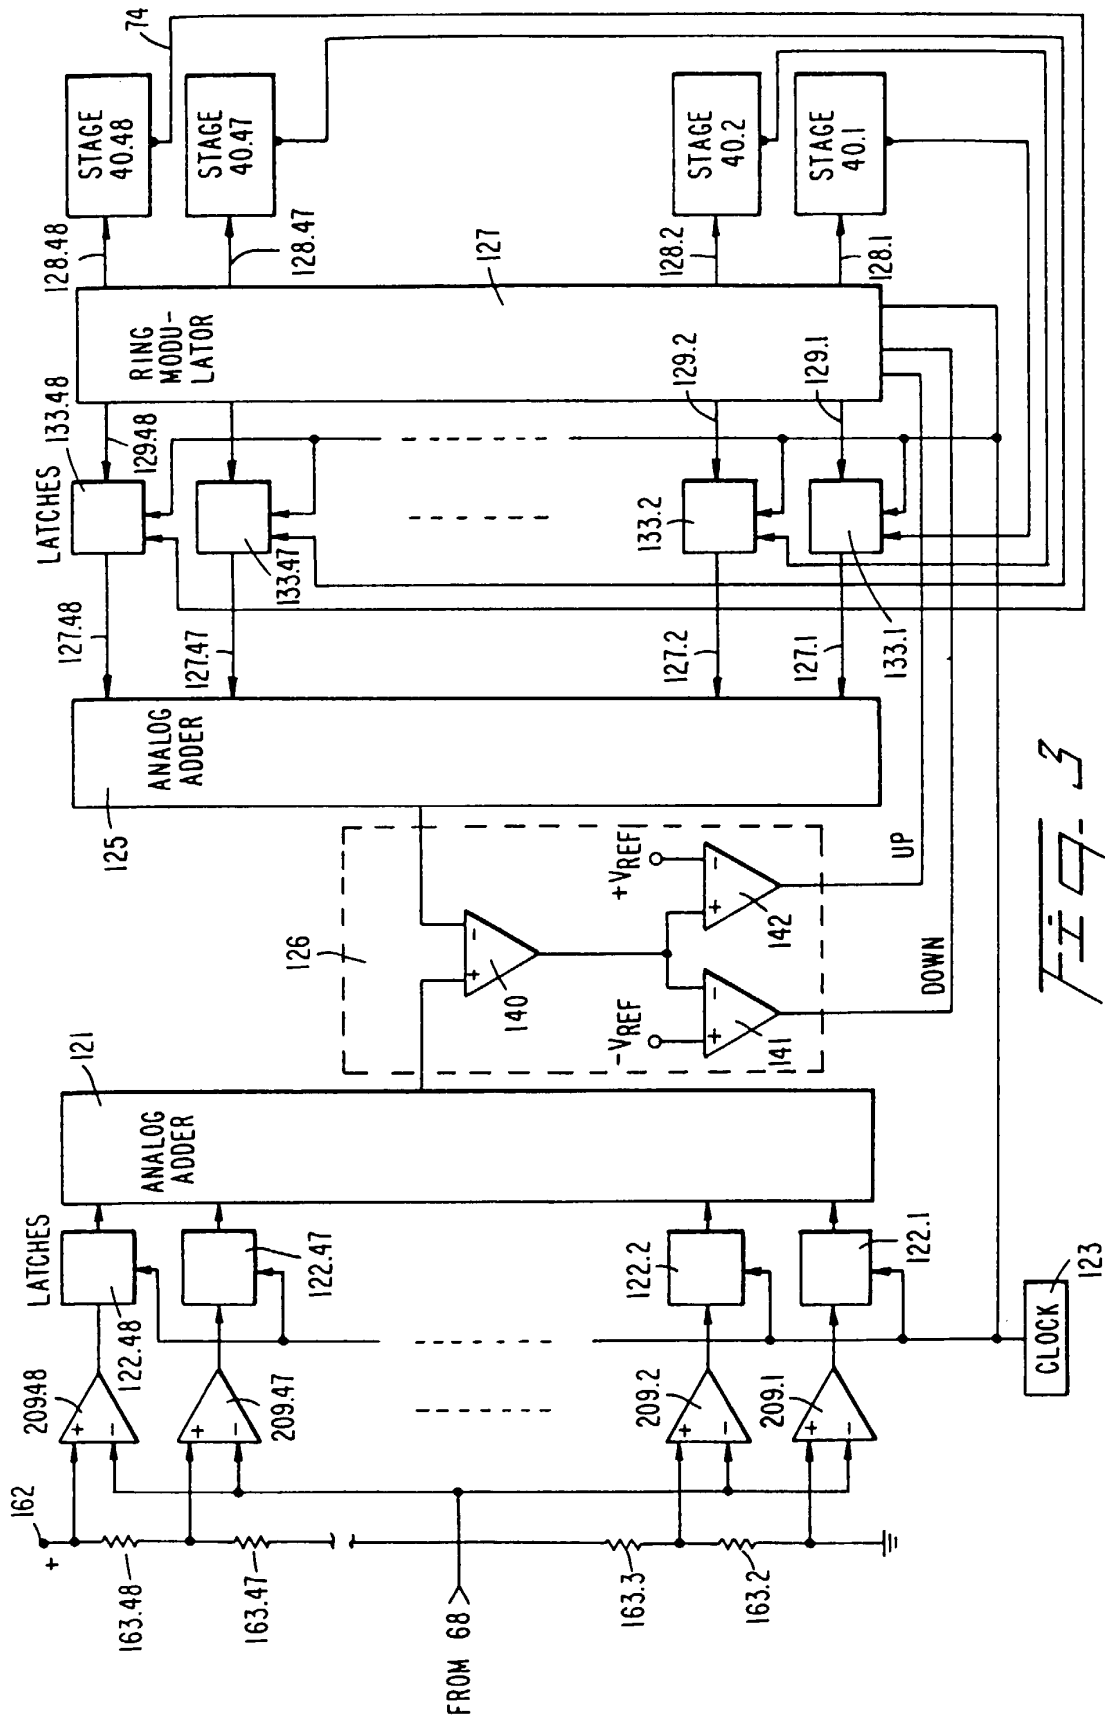 162
+
163.48
163.47
FROM 68
163.3
163.2
209.48
+
−
209.47
+
−
209.2
+
−
209.1
+
−
LATCHES
122.48
122.47
122.2
122.1
CLOCK
123
121
ANALOG
ADDER
126
+
−
140
−VREF
+
−
141
+VREF
+
−
142
DOWN
UP
125
ANALOG
ADDER
127.48
127.47
127.2
127.1
LATCHES
133.48
133.47
133.2
133.1
129.48
129.2
129.1
RING
MODU-
LATOR
127
128.48
128.47
128.2
128.1
STAGE
40.48
STAGE
40.47
STAGE
40.2
STAGE
40.1
74
FIG. 3